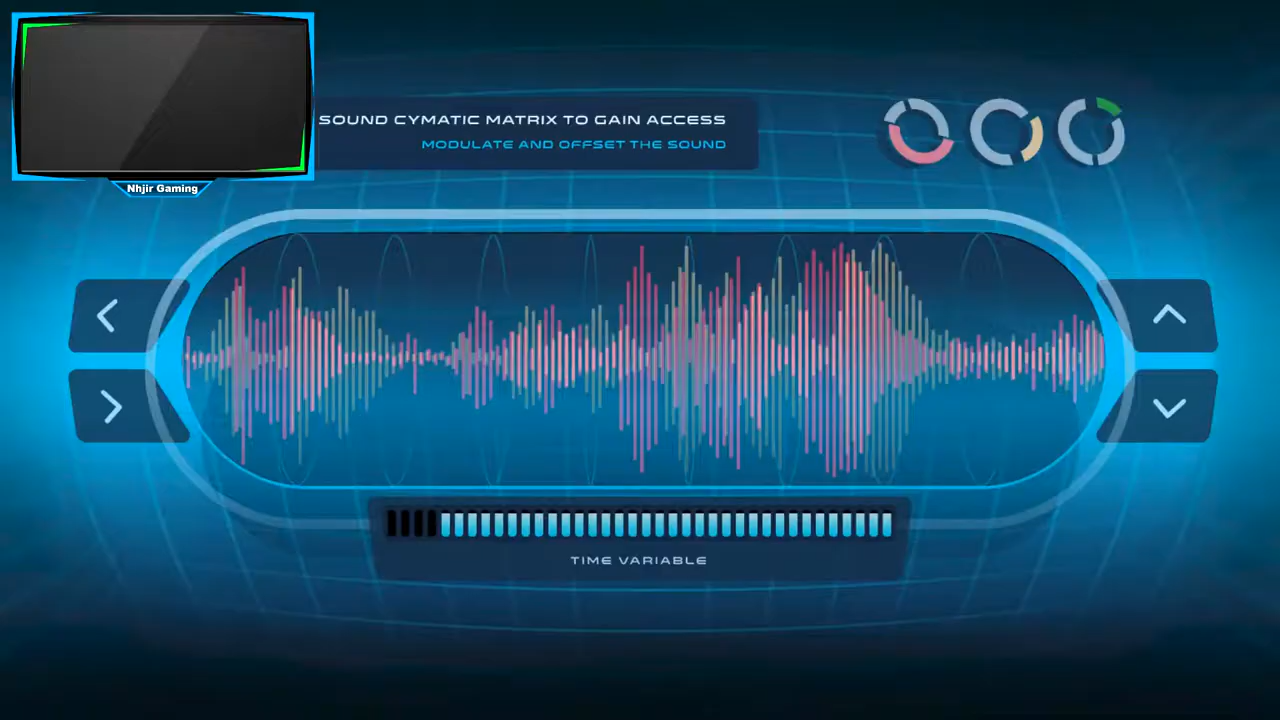 SOUND CYMATIC MATRIX TO GAIN ACCESS
MODULATE AND OFFSET THE SOUND
Nhjir Gaming
TIME VARIABLE